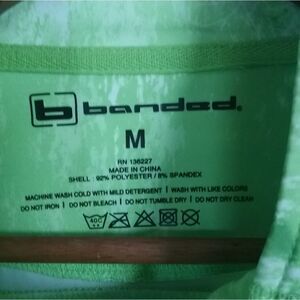 b banded®
M
RN 136227
MADE IN CHINA
SHELL: 92% POLYESTER / 8% SPANDEX
MACHINE WASH COLD WITH MILD DETERGENT | WASH WITH LIKE COLORS
DO NOT IRON | DO NOT BLEACH | DO NOT TUMBLE DRY | DO NOT DRY CLEAN
40C